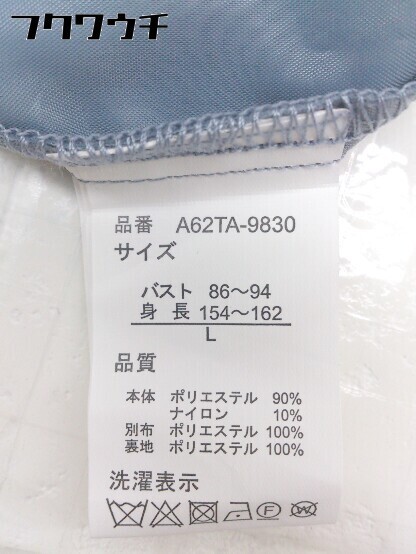 フクワウチ
品番 A62TA-9830
サイズ
バスト 86～94
身長 154～162
L
品質
本体 ポリエステル 90%
ナイロン 10%
別布 ポリエステル 100%
裏地 ポリエステル 100%
洗濯表示